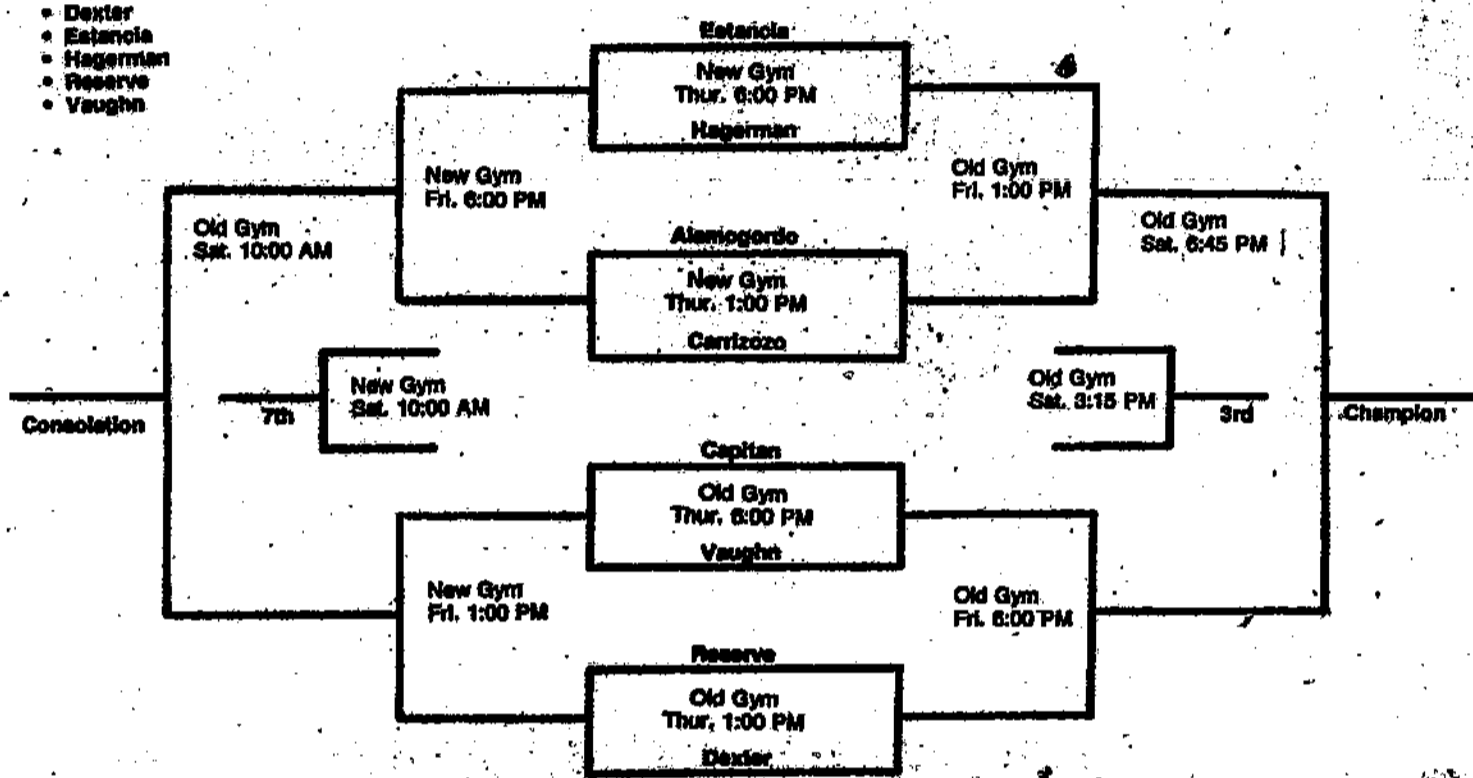 • Dexter
• Estancia
• Hagerman
• Reserve
• Vaughn
Estancia
New Gym
Thur. 6:00 PM
Hagerman
New Gym
Fri. 6:00 PM
Old Gym
Fri. 1:00 PM
Old Gym
Sat. 10:00 AM
Old Gym
Sat. 6:45 PM
Alamogordo
New Gym
Thur. 1:00 PM
Carrizozo
Consolation
7th
New Gym
Sat. 10:00 AM
Old Gym
Sat. 3:15 PM
3rd
Champion
Capitan
Old Gym
Thur. 6:00 PM
Vaughn
New Gym
Fri. 1:00 PM
Old Gym
Fri. 6:00 PM
Reserve
Old Gym
Thur. 1:00 PM
Dexter